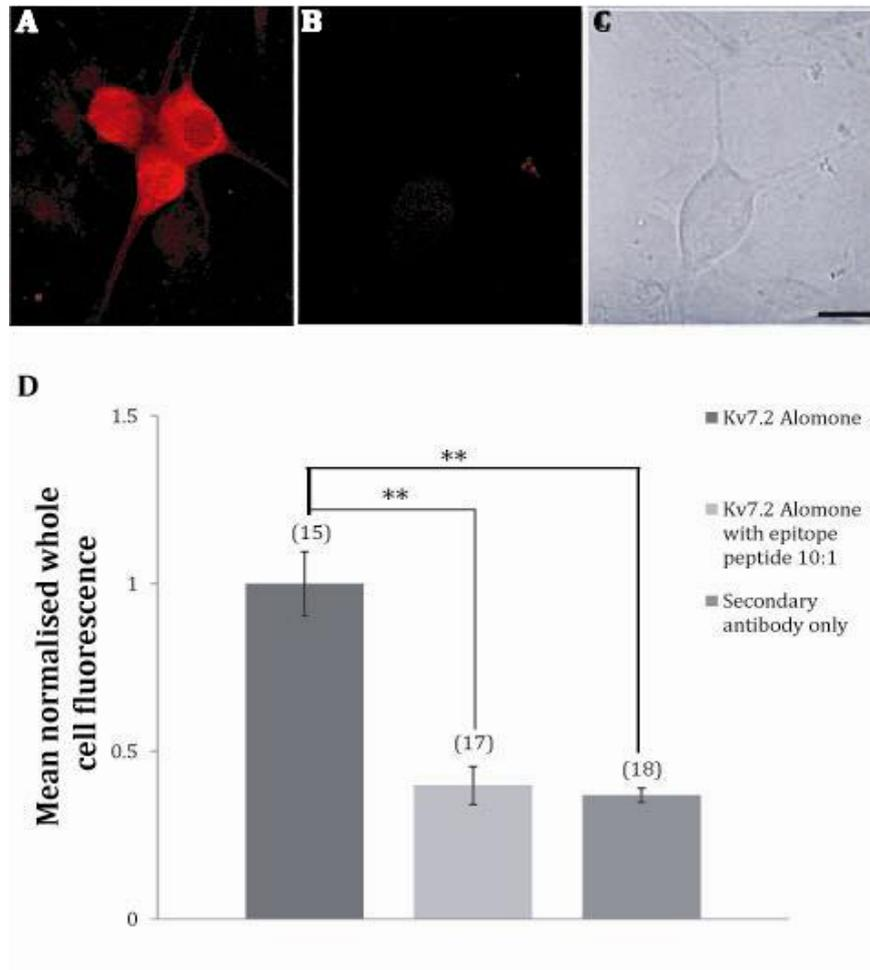 A
B
C
D
Mean normalised whole
cell fluorescence
1.5
1
0.5
0
**
**
(15)
(17)
(18)
Kv7.2 Alomone
Kv7.2 Alomone
with epitope
peptide 10:1
Secondary
antibody only